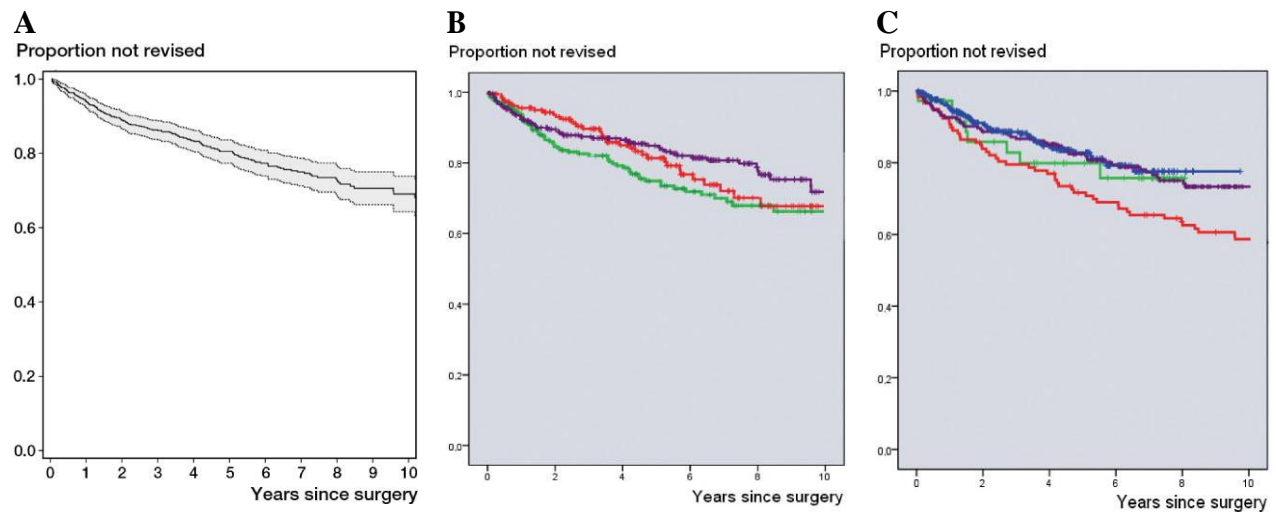 A
Proportion not revised
1.0
0.8
0.6
0.4
0.2
0.0
0 1 2 3 4 5 6 7 8 9 10
Years since surgery
B
Proportion not revised
1,0
0,8
0,6
0,4
0,2
0,0
0 2 4 6 8 10
Years since surgery
C
Proportion not revised
1,0
0,8
0,6
0,4
0,2
0,0
0 2 4 6 8 10
Years since surgery